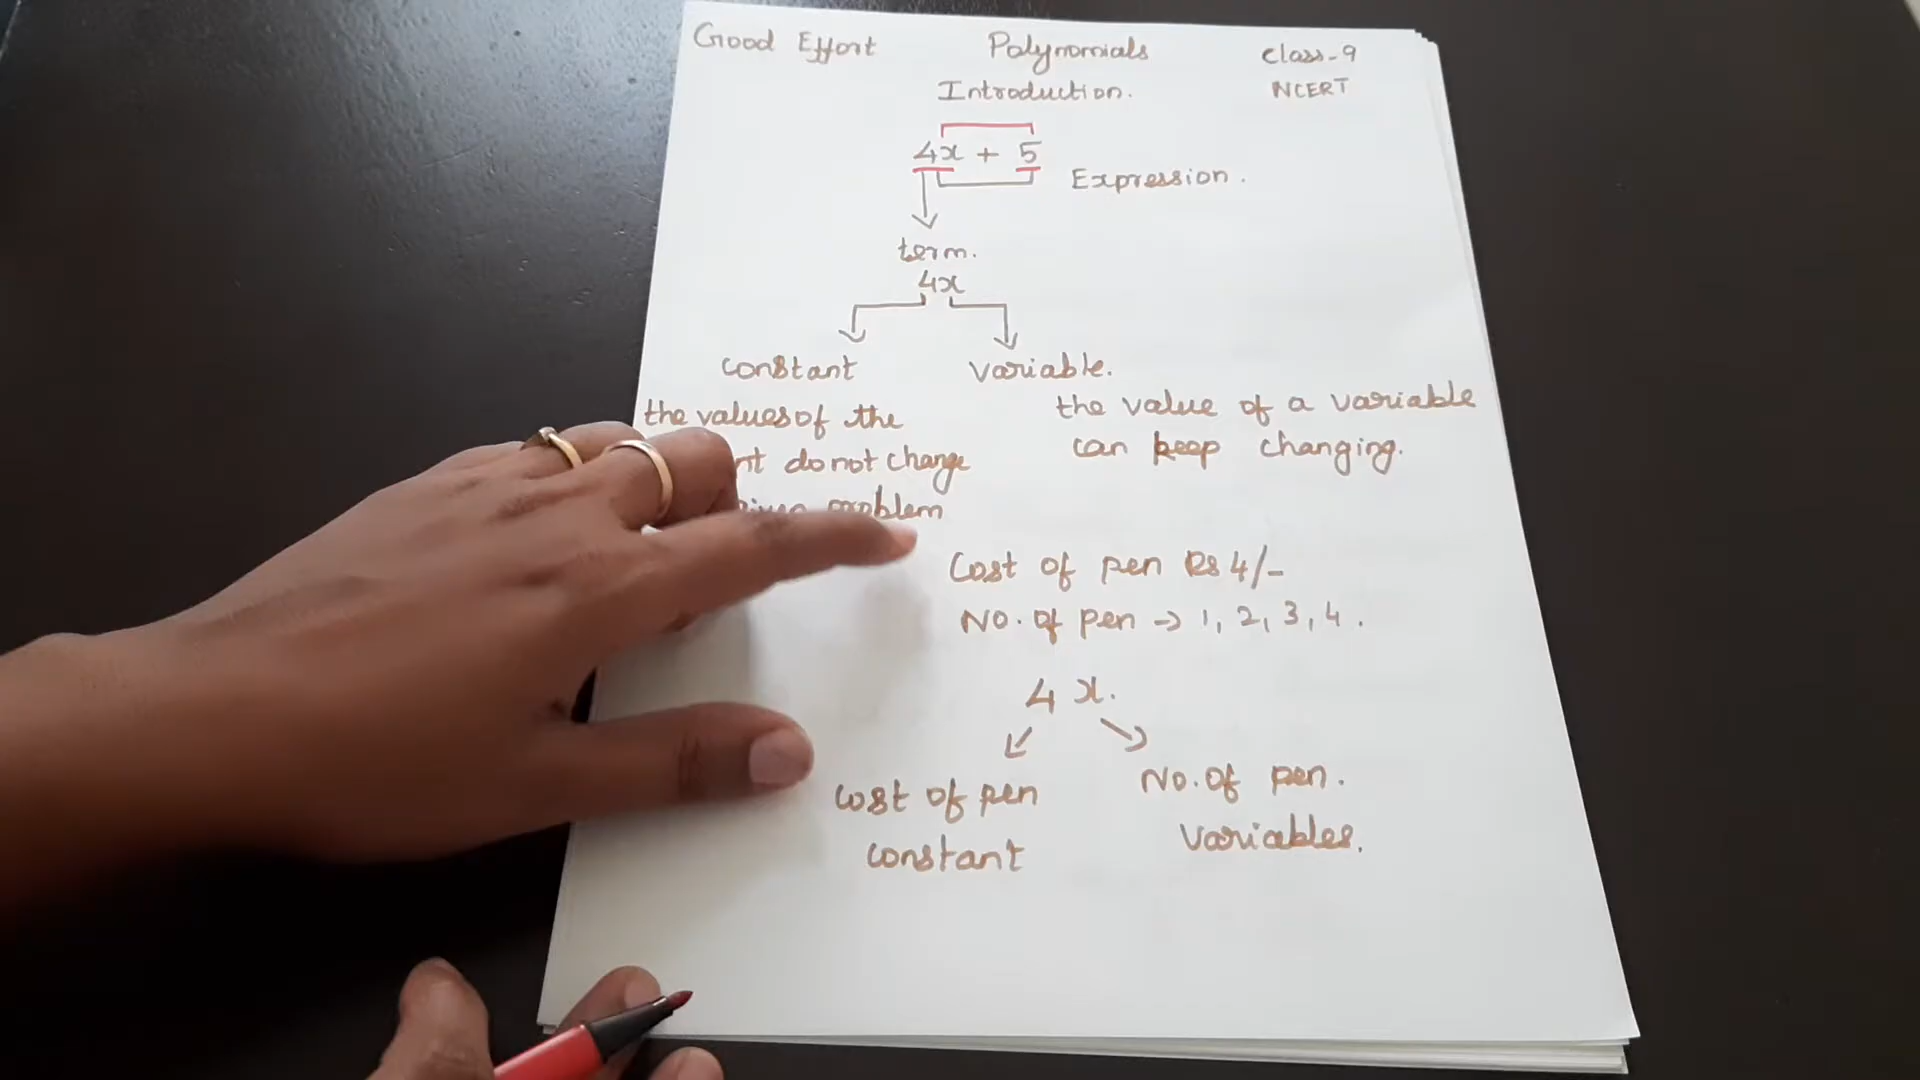 Good Effort Polynomials Class-9
Introduction. NCERT
4x + 5
Expression.
term.
4x
constant variable.
the values of the
do not change
problem
the value of a variable
can keep changing.
Cost of pen Rs 4/-
No. of pen → 1, 2, 3, 4.
4 x.
cost of pen
constant
No. of pen.
variables.